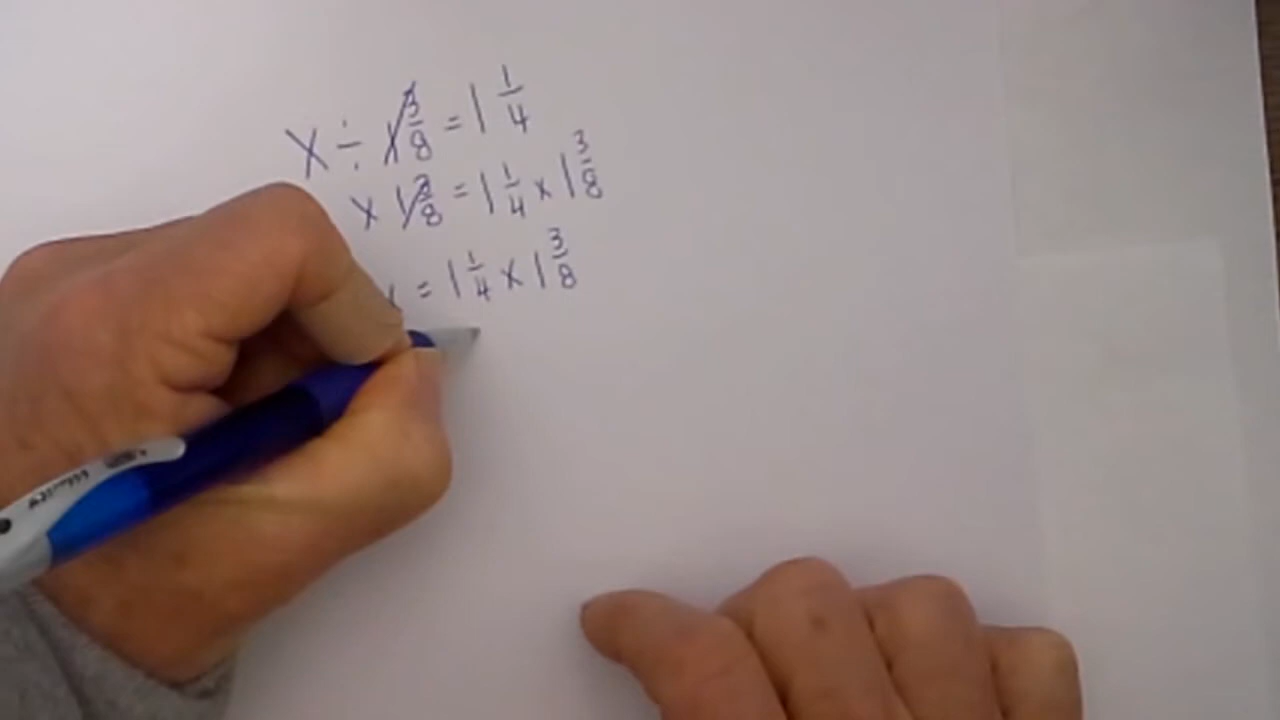 x ÷ 1 3/8 = 1 1/4
x 1 3/8 = 1 1/4 x 1 3/8
x = 1 1/4 x 1 3/8